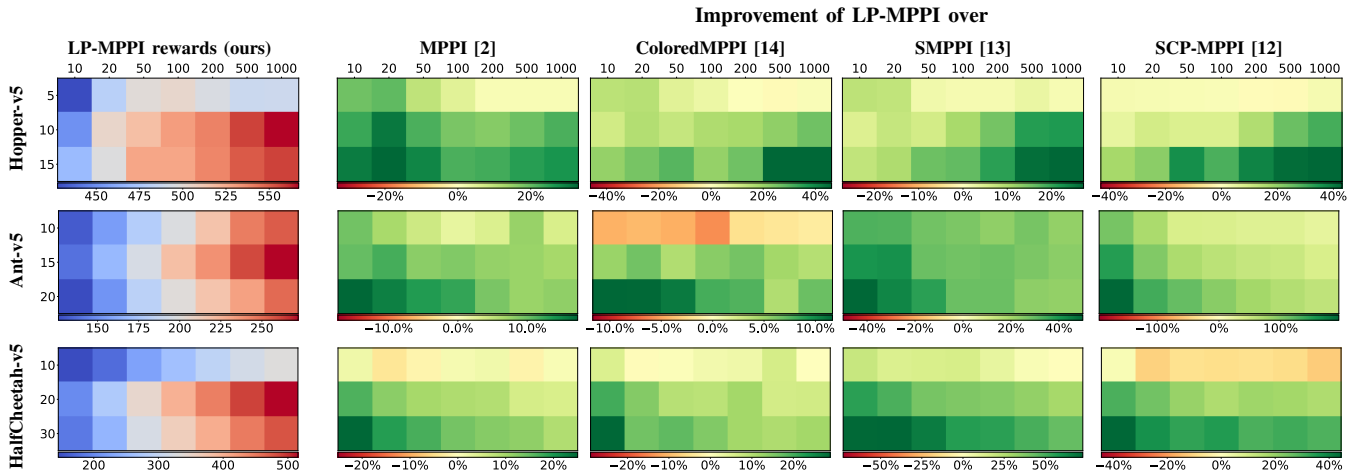 Improvement of LP-MPPI over
LP-MPPI rewards (ours) MPPI [2] ColoredMPPI [14] SMPPI [13] SCP-MPPI [12]
10 20 50 100 200 500 1000 10 20 50 100 200 500 1000 10 20 50 100 200 500 1000 10 20 50 100 200 500 1000 10 20 50 100 200 500 1000
Hopper-v5
5
10
15
450 475 500 525 550 −20% 0% 20% −40% −20% 0% 20% 40% −20% −10% 0% 10% 20% −40% −20% 0% 20% 40%
Ant-v5
10
15
20
150 175 200 225 250 −10.0% 0.0% 10.0% −10.0% −5.0% 0.0% 5.0% 10.0% −40% −20% 0% 20% 40% −100% 0% 100%
HalfCheetah-v5
10
20
30
200 300 400 500 −20% −10% 0% 10% 20% −20% −10% 0% 10% 20% −50% −25% 0% 25% 50% −40% −20% 0% 20% 40%